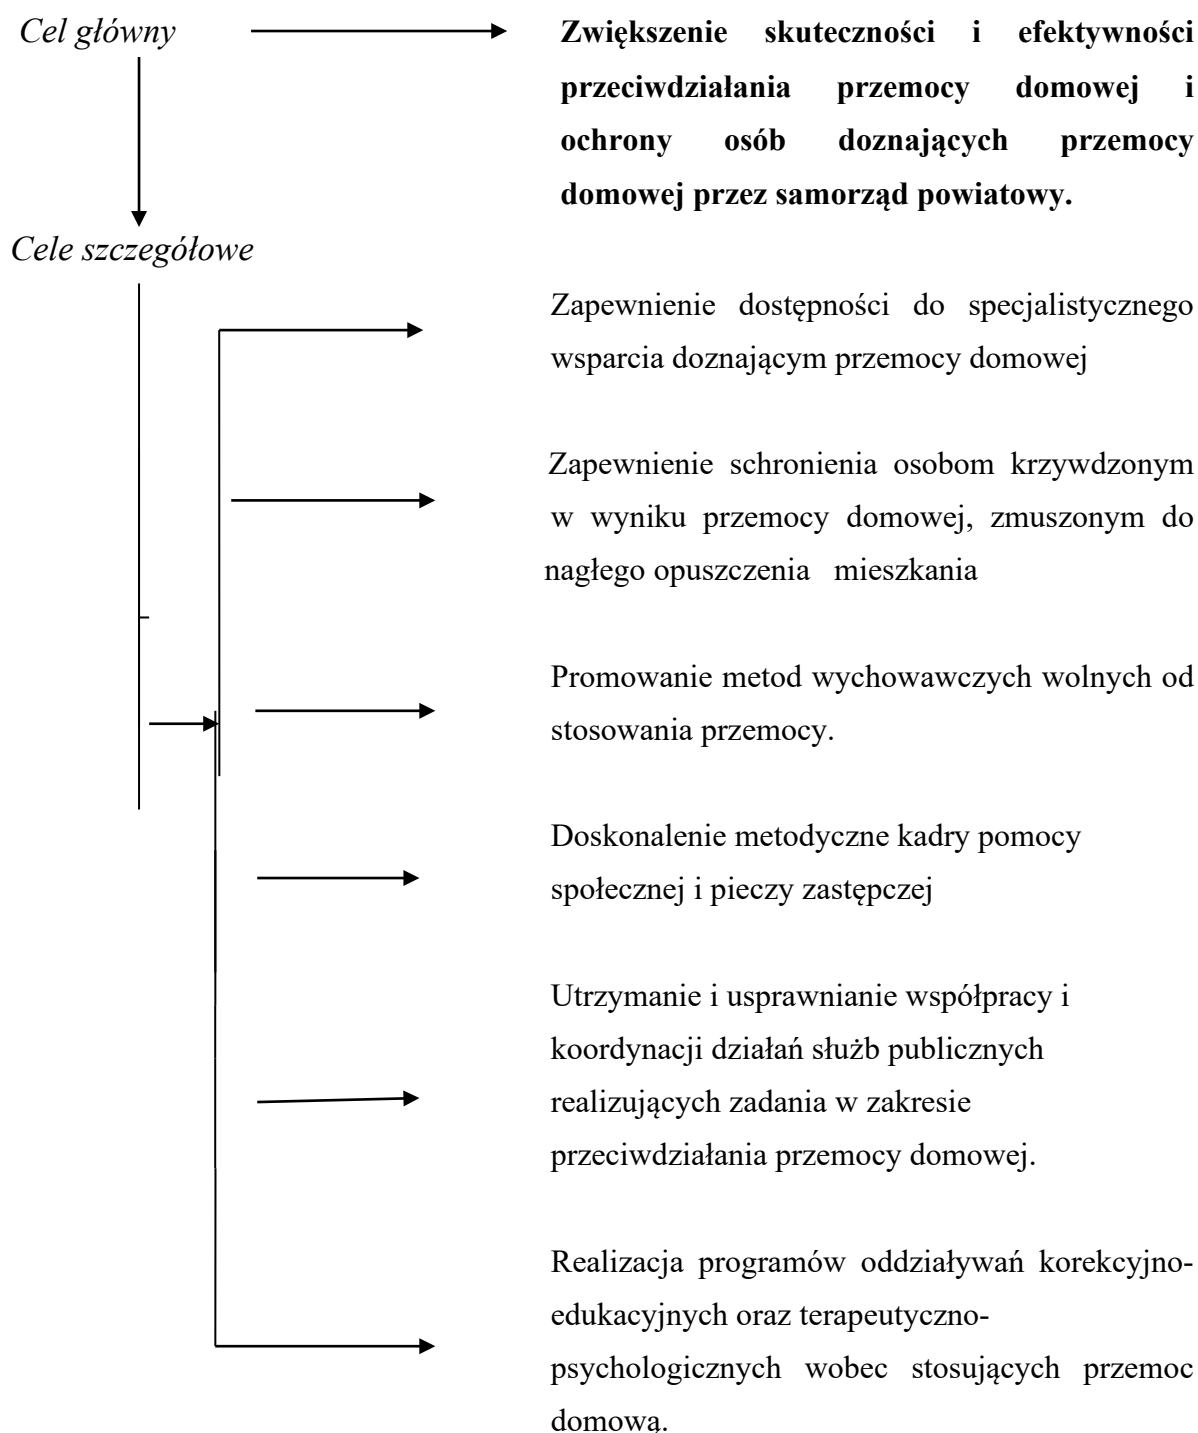 Cel główny
Zwiększenie skuteczności i efektywności
przeciwdziałania przemocy domowej i
ochrony osób doznających przemocy
domowej przez samorząd powiatowy.
Cele szczegółowe
Zapewnienie dostępności do specjalistycznego
wsparcia doznającym przemocy domowej
Zapewnienie schronienia osobom krzywdzonym
w wyniku przemocy domowej, zmuszonym do
nagłego opuszczenia mieszkania
Promowanie metod wychowawczych wolnych od
stosowania przemocy.
Doskonalenie metodyczne kadry pomocy
społecznej i pieczy zastępczej
Utrzymanie i usprawnianie współpracy i
koordynacji działań służb publicznych
realizujących zadania w zakresie
przeciwdziałania przemocy domowej.
Realizacja programów oddziaływań korekcyjno-
edukacyjnych oraz terapeutyczno-
psychologicznych wobec stosujących przemoc
domową.